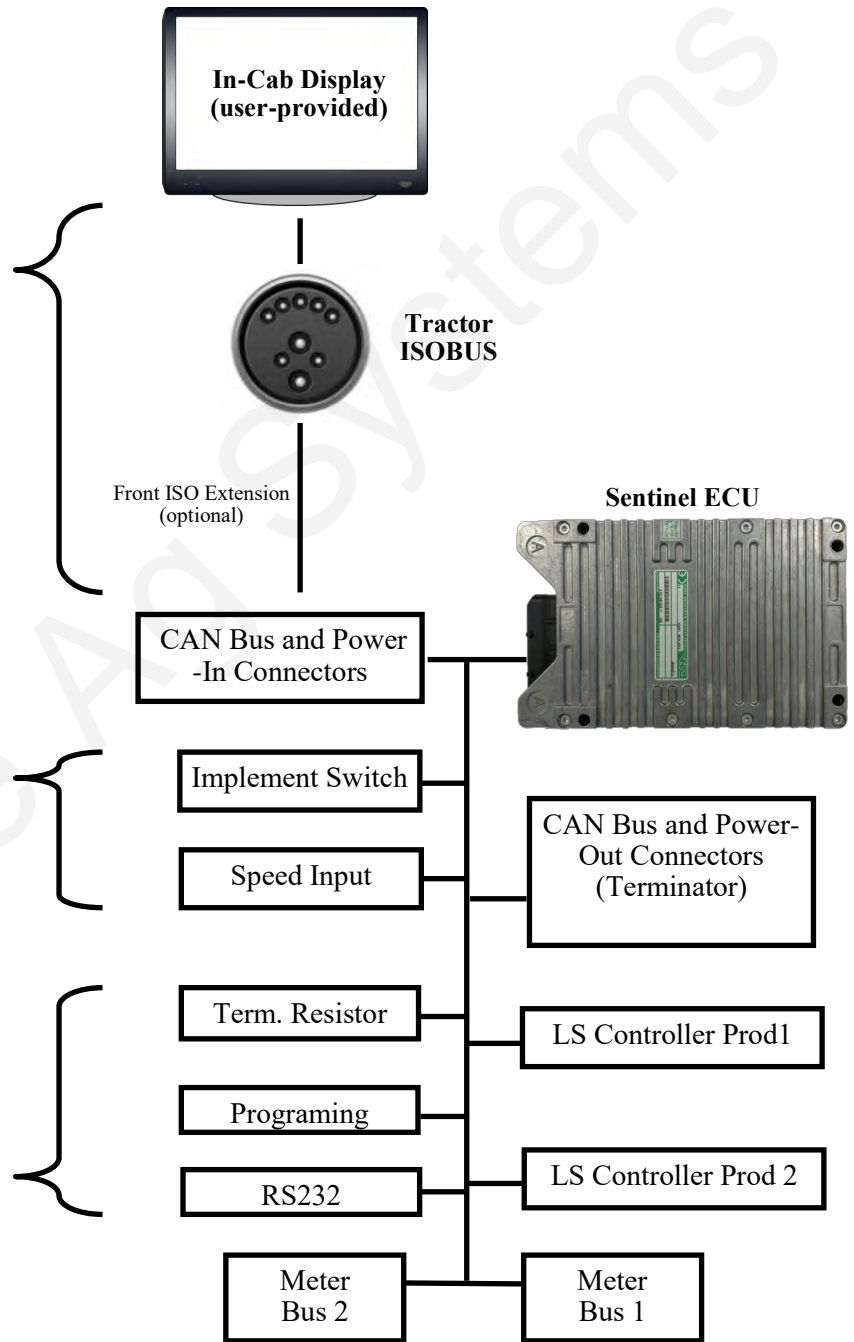 In-Cab Display
(user-provided)
Tractor
ISOBUS
Front ISO Extension
(optional)
Sentinel ECU
CAN Bus and Power
-In Connectors
Implement Switch
CAN Bus and Power-
Out Connectors
(Terminator)
Speed Input
Term. Resistor
LS Controller Prod1
Programing
LS Controller Prod 2
RS232
Meter
Bus 2
Meter
Bus 1
e Ag Systems